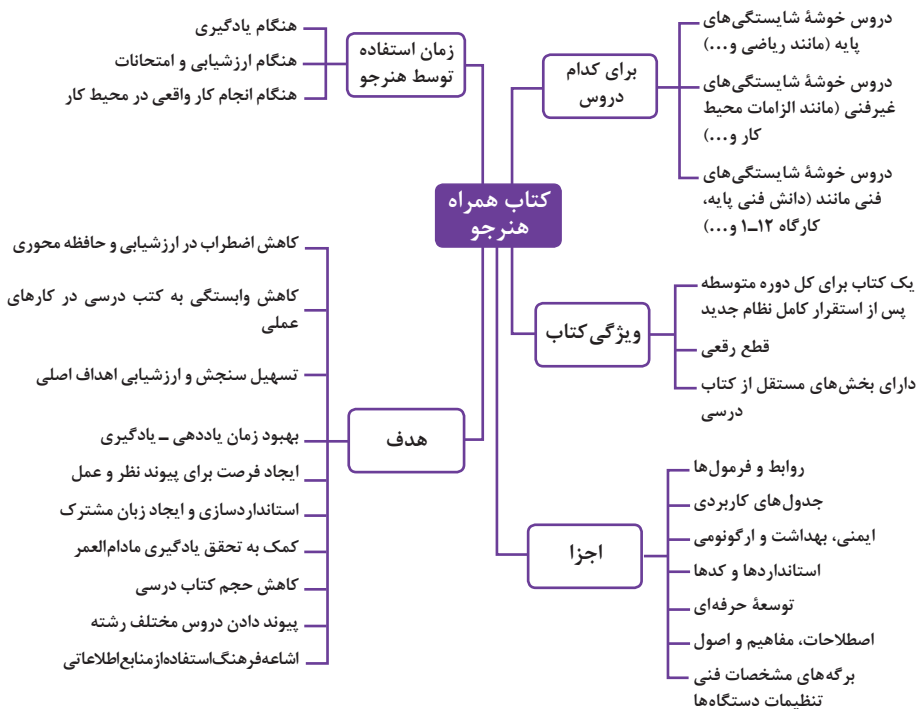 کتاب همراه
هنرجو
برای کدام
دروس
دروس خوشهٔ شایستگی‌های
پایه (مانند ریاضی و...)
دروس خوشهٔ شایستگی‌های
غیرفنی (مانند الزامات محیط
کار و...)
دروس خوشهٔ شایستگی‌های
فنی مانند (دانش فنی پایه،
کارگاه ۱۲ــ۱ و...)
ویژگی کتاب
یک کتاب برای کل دوره متوسطه
پس از استقرار کامل نظام جدید
قطع رقعی
دارای بخش‌های مستقل از کتاب
درسی
اجزا
روابط و فرمول‌ها
جدول‌های کاربردی
ایمنی، بهداشت و ارگونومی
استانداردها و کدها
توسعهٔ حرفه‌ای
اصطلاحات، مفاهیم و اصول
برگه‌های مشخصات فنی
تنظیمات دستگاه‌ها
زمان استفاده
توسط هنرجو
هنگام یادگیری
هنگام ارزشیابی و امتحانات
هنگام انجام کار واقعی در محیط کار
هدف
کاهش اضطراب در ارزشیابی و حافظه محوری
کاهش وابستگی به کتب درسی در کارهای
عملی
تسهیل سنجش و ارزشیابی اهداف اصلی
بهبود زمان یاددهی ــ یادگیری
ایجاد فرصت برای پیوند نظر و عمل
استانداردسازی و ایجاد زبان مشترک
کمک به تحقق یادگیری مادام‌العمر
کاهش حجم کتاب درسی
پیوند دادن دروس مختلف رشته
اشاعه‌فرهنگ‌استفاده‌ازمنابع‌اطلاعاتی